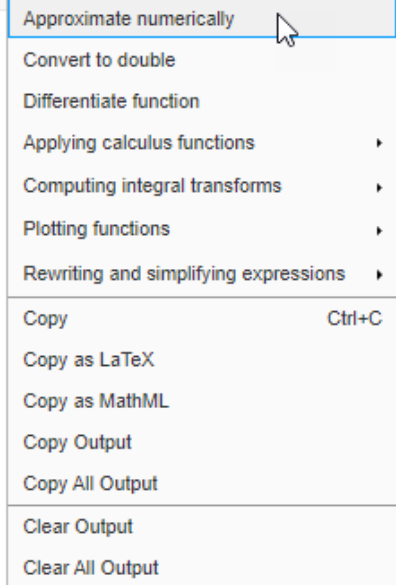 Approximate numerically
Convert to double
Differentiate function
Applying calculus functions
Computing integral transforms
Plotting functions
Rewriting and simplifying expressions
Copy Ctrl+C
Copy as LaTeX
Copy as MathML
Copy Output
Copy All Output
Clear Output
Clear All Output